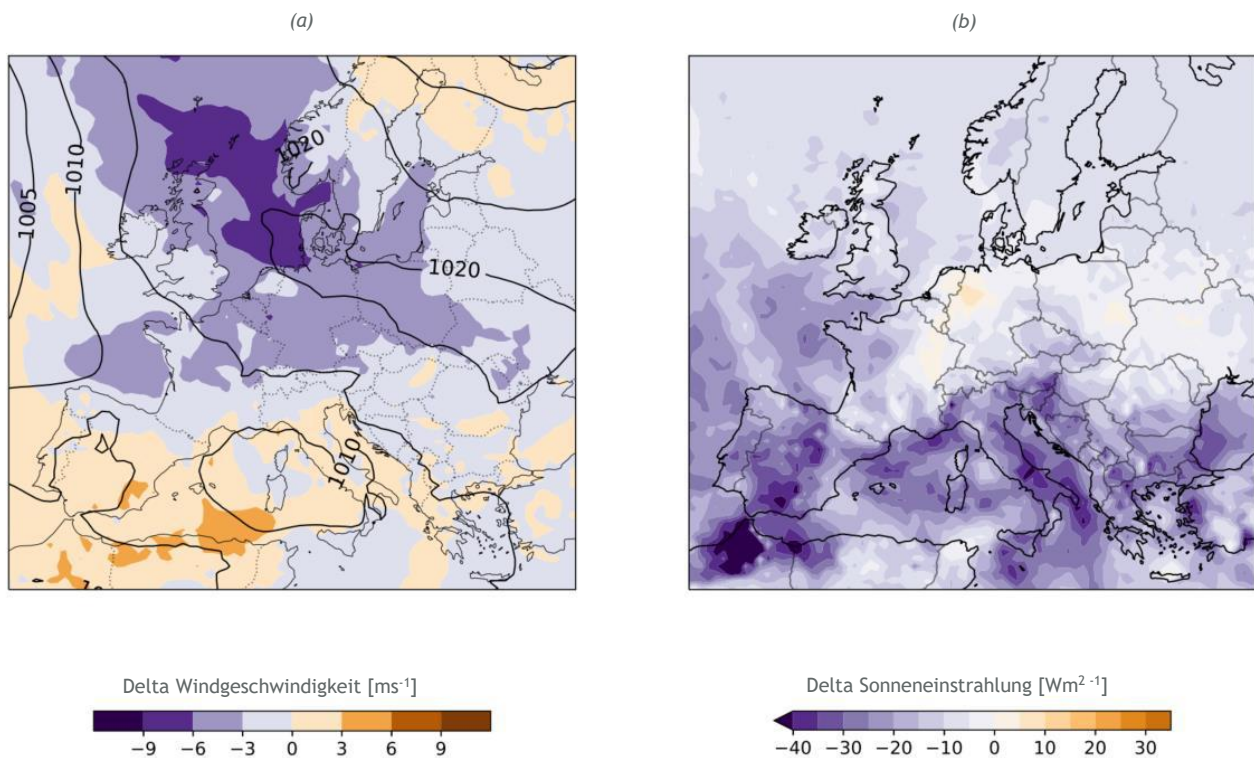 (a)
(b)
1005
1010
1020
1020
1010
Delta Windgeschwindigkeit [ms⁻¹]
−9 −6 −3 0 3 6 9
Delta Sonneneinstrahlung [Wm² ⁻¹]
−40 −30 −20 −10 0 10 20 30